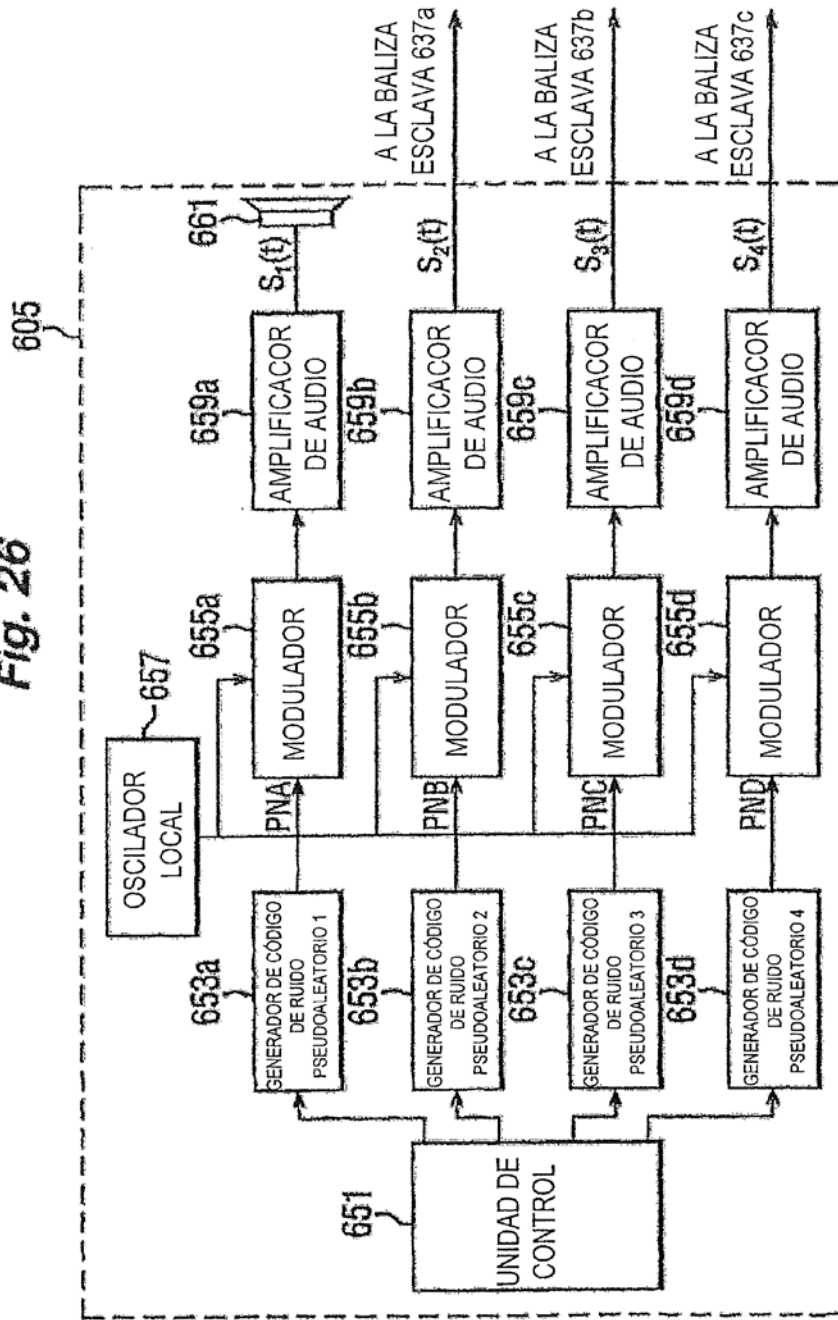 Fig. 26
605
OSCILADOR
LOCAL
657
653a
GENERADOR DE CÓDIGO
DE RUIDO
PSEUDOALEATORIO 1
PNA
655a
MODULADOR
659a
AMPLIFICACOR
DE AUDIO
S₁(t)
661
653b
GENERADOR DE CÓDIGO
DE RUIDO
PSEUDOALEATORIO 2
PNB
655b
MODULADOR
659b
AMPLIFICACOR
DE AUDIO
S₂(t)
A LA BALIZA
ESCLAVA 637a
651
UNIDAD DE
CONTROL
653c
GENERADOR DE CÓDIGO
DE RUIDO
PSEUDOALEATORIO 3
PNC
655c
MODULADOR
659c
AMPLIFICACOR
DE AUDIO
S₃(t)
A LA BALIZA
ESCLAVA 637b
653d
GENERADOR DE CÓDIGO
DE RUIDO
PSEUDOALEATORIO 4
PND
655d
MODULADOR
659d
AMPLIFICACOR
DE AUDIO
S₄(t)
A LA BALIZA
ESCLAVA 637c